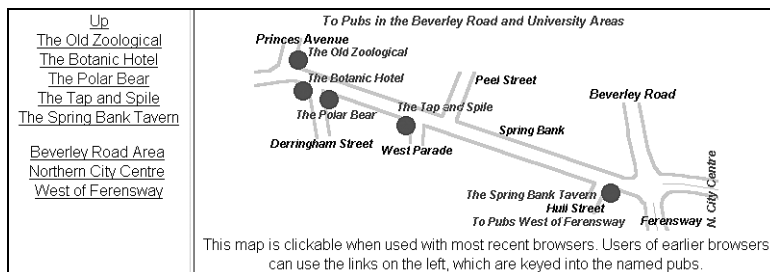 Up
The Old Zoological
The Botanic Hotel
The Polar Bear
The Tap and Spile
The Spring Bank Tavern
Beverley Road Area
Northern City Centre
West of Ferensway
To Pubs in the Beverley Road and University Areas
Princes Avenue
The Old Zoological
The Botanic Hotel
Peel Street
Beverley Road
The Polar Bear
The Tap and Spile
Spring Bank
Derringham Street
West Parade
The Spring Bank Tavern
Hull Street
To Pubs West of Ferensway
Ferensway
N. City Centre
This map is clickable when used with most recent browsers. Users of earlier browsers
can use the links on the left, which are keyed into the named pubs.